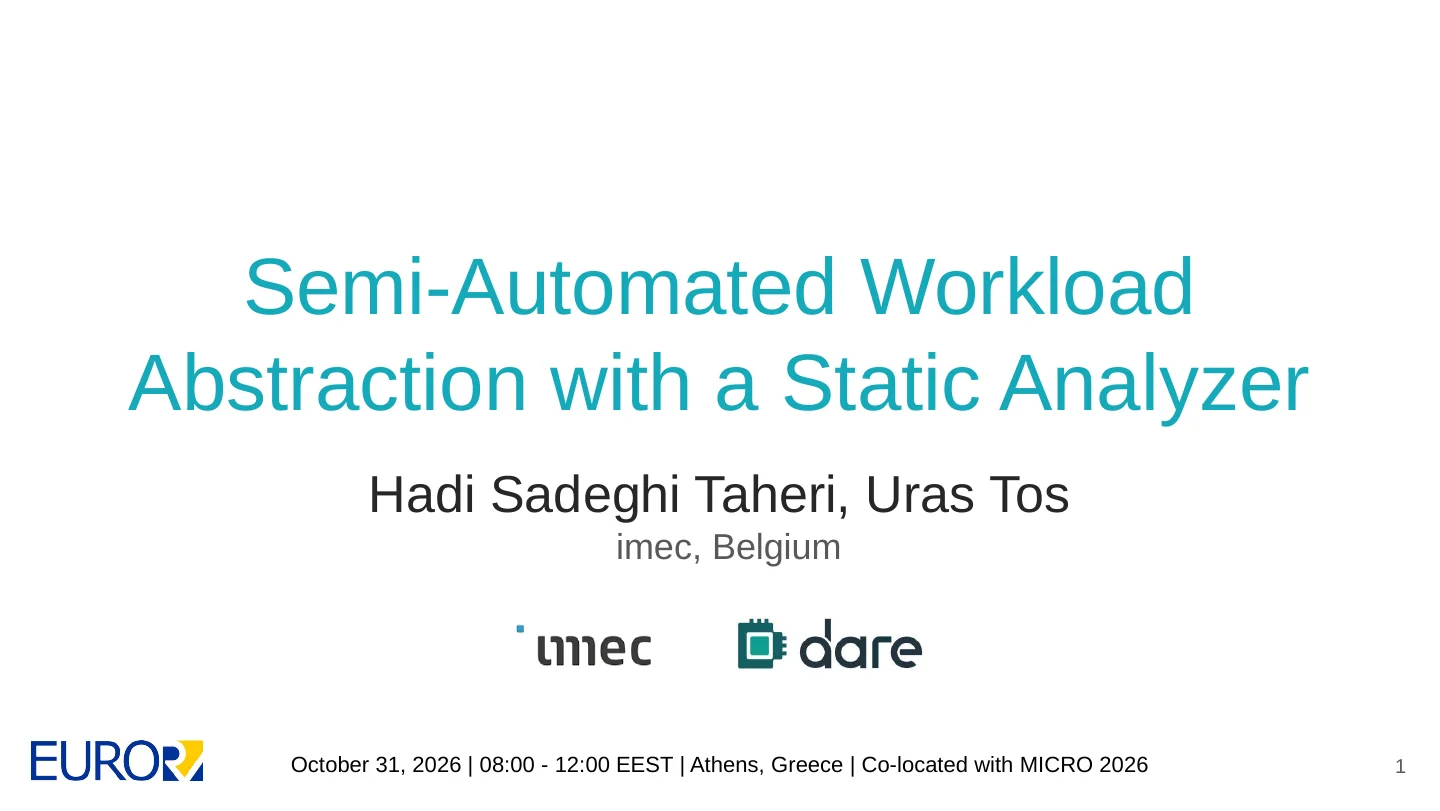 Semi-Automated Workload
Abstraction with a Static Analyzer
Hadi Sadeghi Taheri, Uras Tos
imec, Belgium
imec dare
EURO October 31, 2026 | 08:00 - 12:00 EEST | Athens, Greece | Co-located with MICRO 2026 1